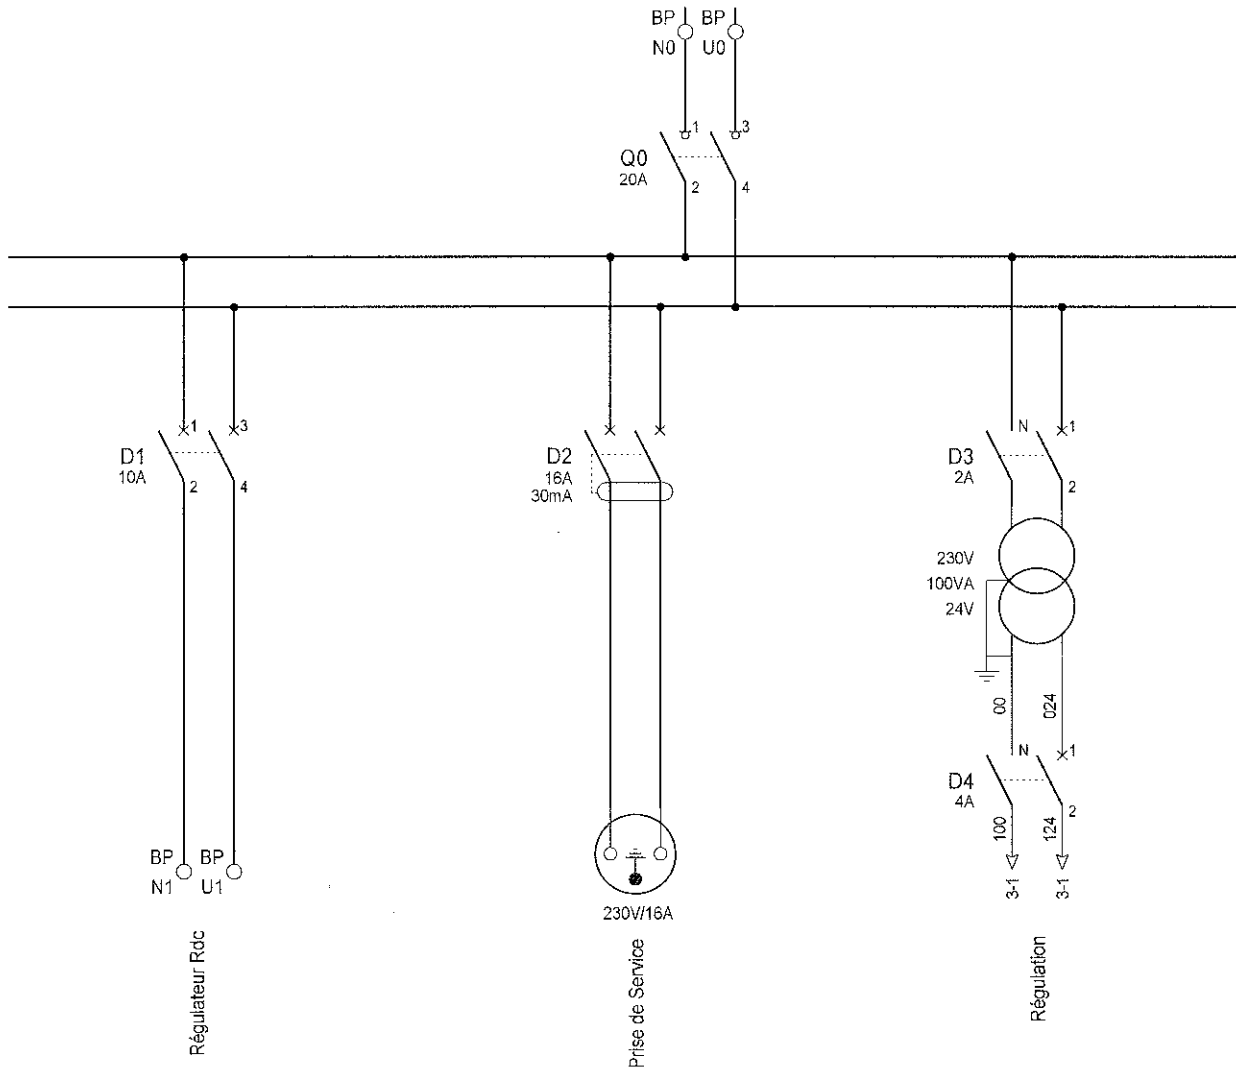 BP BP
N0 U0
1 3
Q0
20A
2 4
1 3
D1
10A
2 4
D2
16A
30mA
N 1
D3
2A
2
230V
100VA
24V
00 024
N 1
D4
4A
2
100 124
3-1 3-1
BP BP
N1 U1
230V/16A
Régulateur Rdc
Prise de Service
Régulation